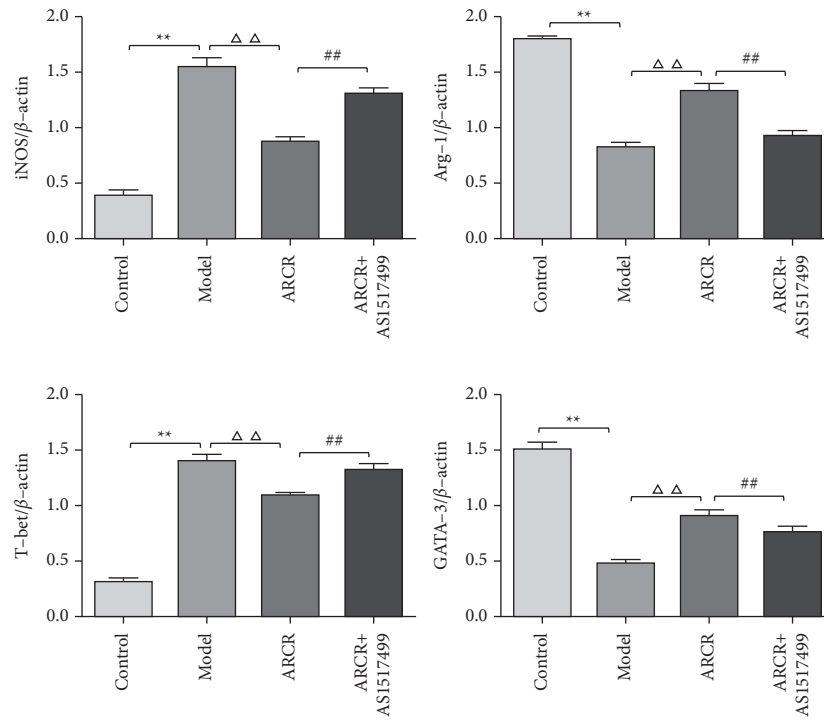 iNOS/β–actin
2.0
1.5
1.0
0.5
0.0
**
△ △
##
Control
Model
ARCR
ARCR+
AS1517499
Arg–1/β–actin
2.0
1.5
1.0
0.5
0.0
**
△ △
##
Control
Model
ARCR
ARCR+
AS1517499
T–bet/β–actin
2.0
1.5
1.0
0.5
0.0
**
△ △
##
Control
Model
ARCR
ARCR+
AS1517499
GATA–3/β–actin
2.0
1.5
1.0
0.5
0.0
**
△ △
##
Control
Model
ARCR
ARCR+
AS1517499